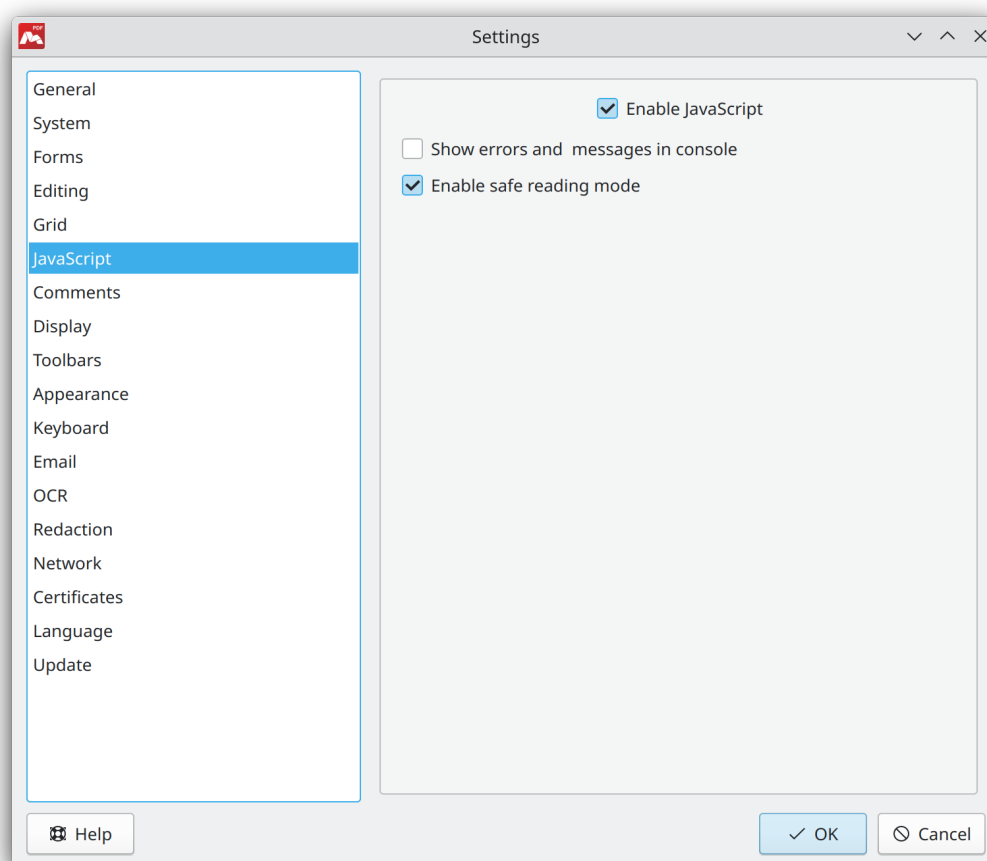 PDF
Settings
General
System
Forms
Editing
Grid
JavaScript
Comments
Display
Toolbars
Appearance
Keyboard
Email
OCR
Redaction
Network
Certificates
Language
Update
Enable JavaScript
Show errors and  messages in console
Enable safe reading mode
Help
OK
Cancel